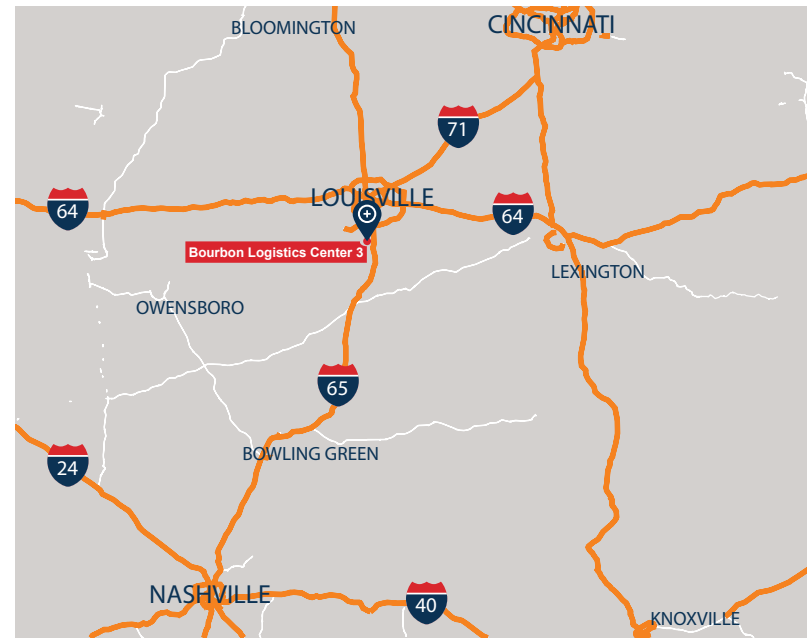 BLOOMINGTON
CINCINNATI
71
LOUISVILLE
64
64
Bourbon Logistics Center 3
LEXINGTON
OWENSBORO
65
BOWLING GREEN
24
NASHVILLE
40
KNOXVILLE